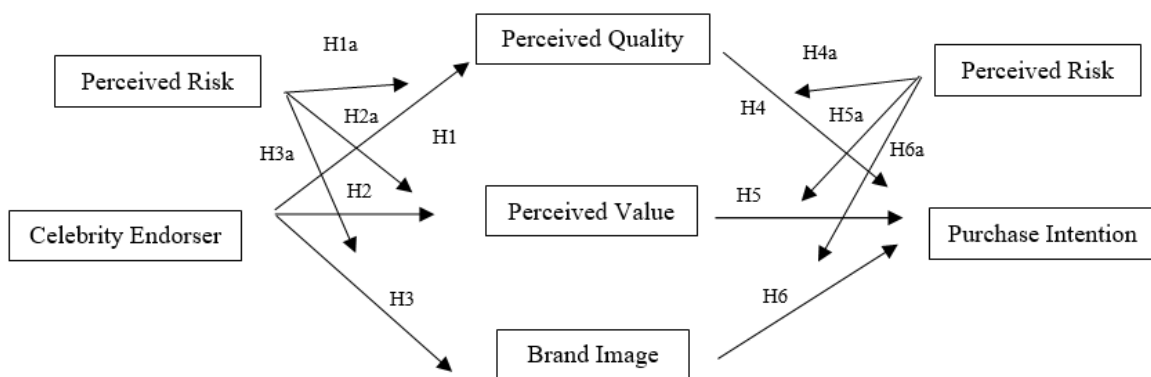 Perceived Quality
H1a
H4a
Perceived Risk
Perceived Risk
H2a
H1
H4
H5a
H3a
H6a
H2
H5
Celebrity Endorser
Perceived Value
Purchase Intention
H3
H6
Brand Image